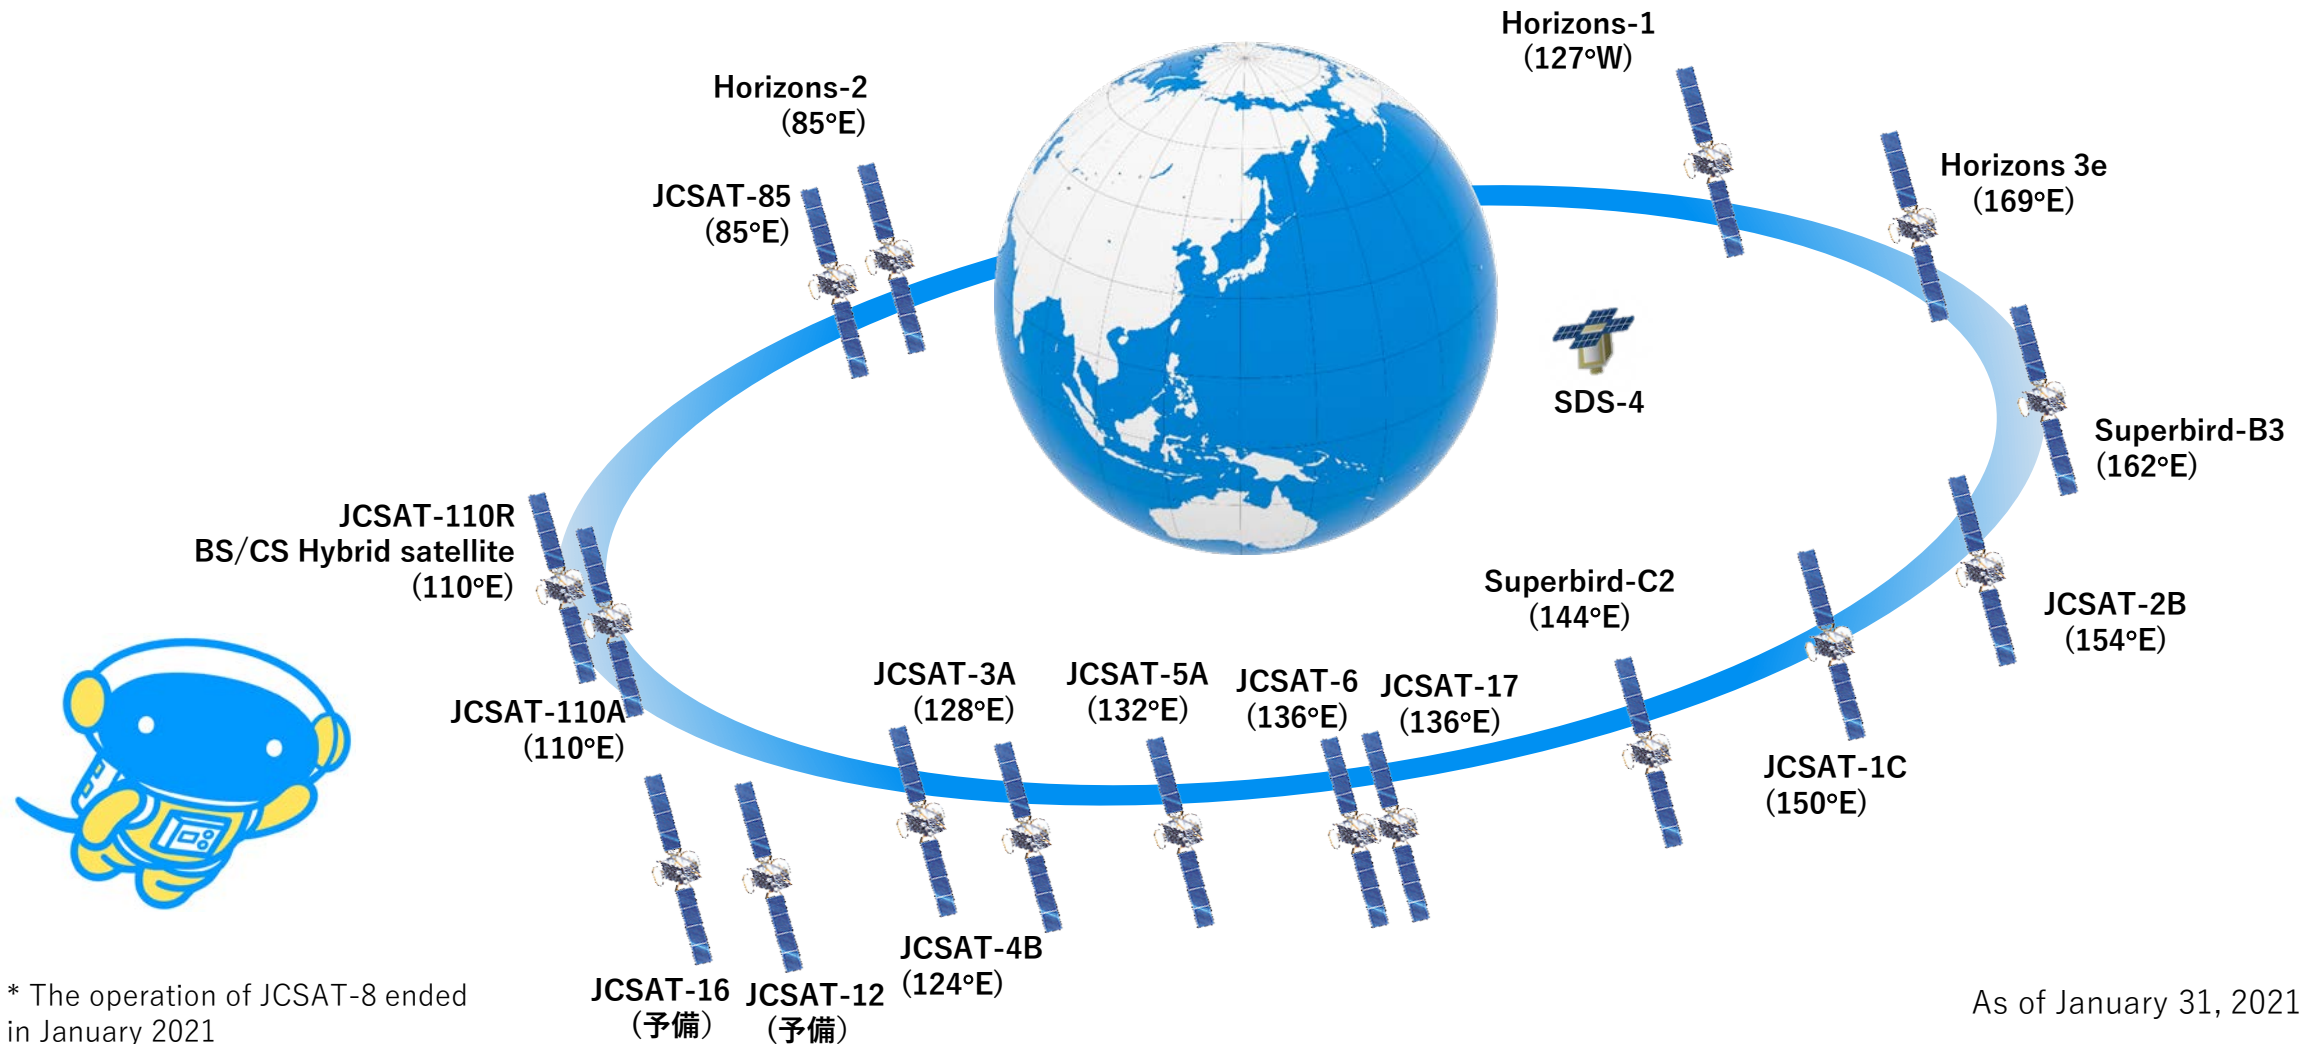 Horizons-1
(127°W)
Horizons-2
(85°E)
Horizons 3e
(169°E)
JCSAT-85
(85°E)
SDS-4
Superbird-B3
(162°E)
JCSAT-110R
BS/CS Hybrid satellite
(110°E)
Superbird-C2
(144°E)
JCSAT-2B
(154°E)
JCSAT-3A
(128°E)
JCSAT-5A
(132°E)
JCSAT-6
(136°E)
JCSAT-17
(136°E)
JCSAT-110A
(110°E)
JCSAT-1C
(150°E)
JCSAT-4B
(124°E)
JCSAT-16
(予備)
JCSAT-12
(予備)
* The operation of JCSAT-8 ended
in January 2021
As of January 31, 2021